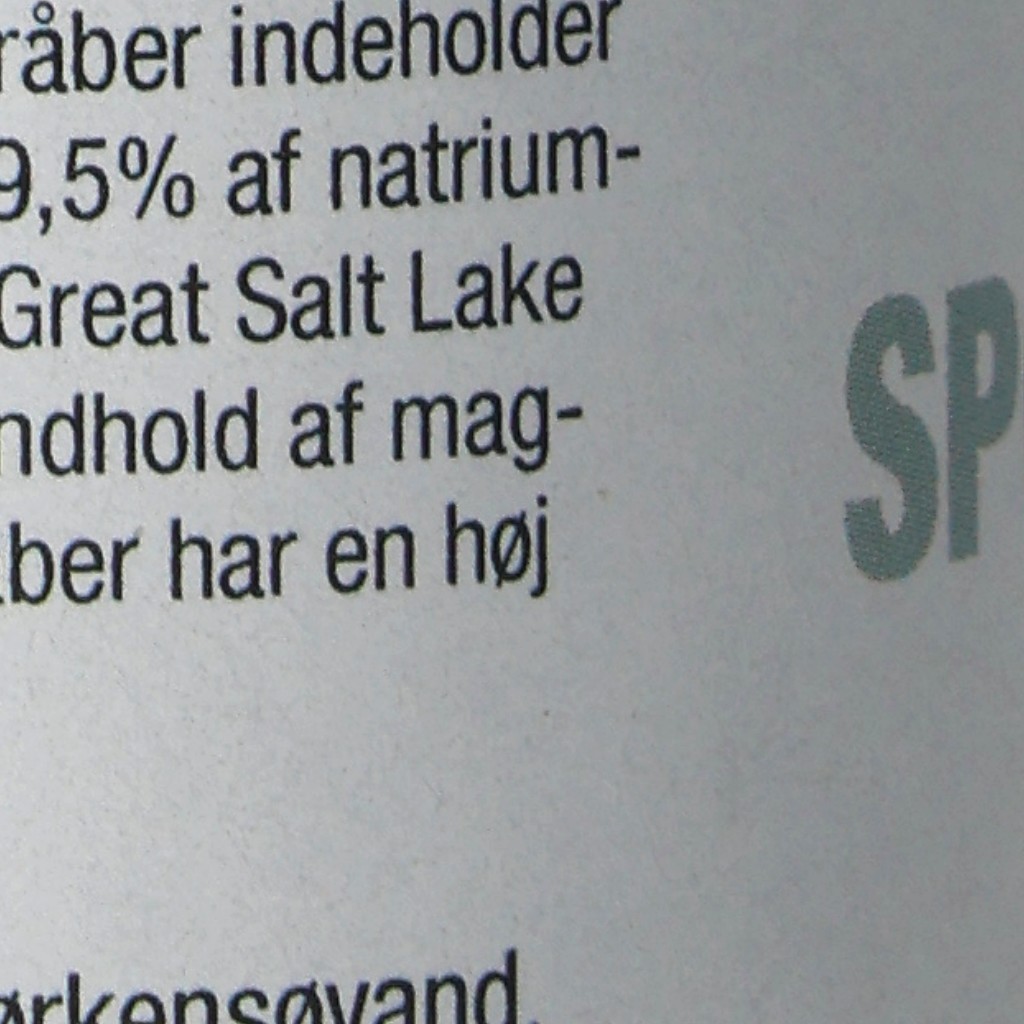 råber indeholder
9,5% af natrium-
Great Salt Lake
ndhold af mag-
ber har en høj
SP
ørkensøvand.